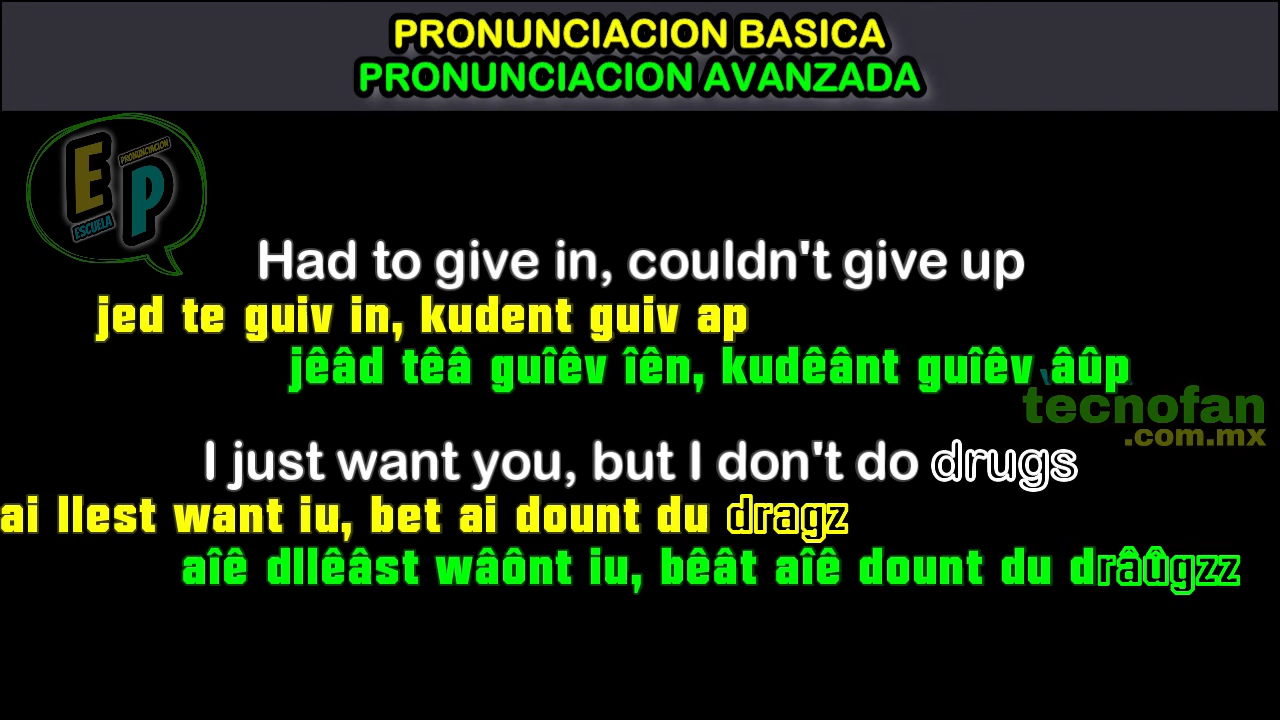 PRONUNCIACION BASICA
PRONUNCIACION AVANZADA
E
PRONUNCIACION
P
ESCUELA
Had to give in, couldn't give up
jed te guiv in, kudent guiv ap
jêâd têâ guîêv îên, kudêânt guîêv âûp
tecnofan
.com.mx
I just want you, but I don't do drugs
ai llest want iu, bet ai dount du dragz
aîê dllêâst wâônt iu, bêât aîê dount du drâûgzz